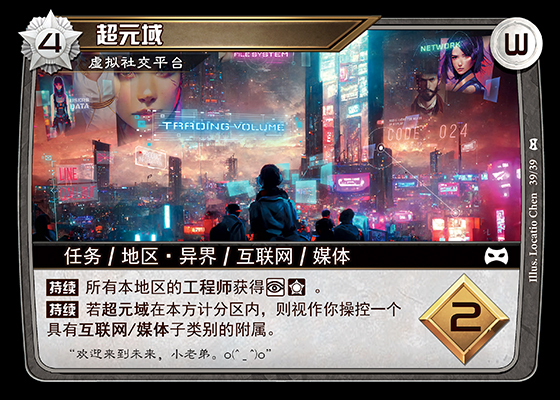 4
超元域
W
虚拟社交平台
FILE SYSTEM
NETWORK
DATA
TRADING VOLUME
CODE: 024
LINE
Illus. Locatio Chen 39/39
任务 / 地区·异界 / 互联网 / 媒体
持续 所有本地区的工程师获得 。
持续 若超元域在本方计分区内，则视作你操控一个
具有互联网/媒体子类别的附属。
2
“欢迎来到未来，小老弟。o(^_^)o”